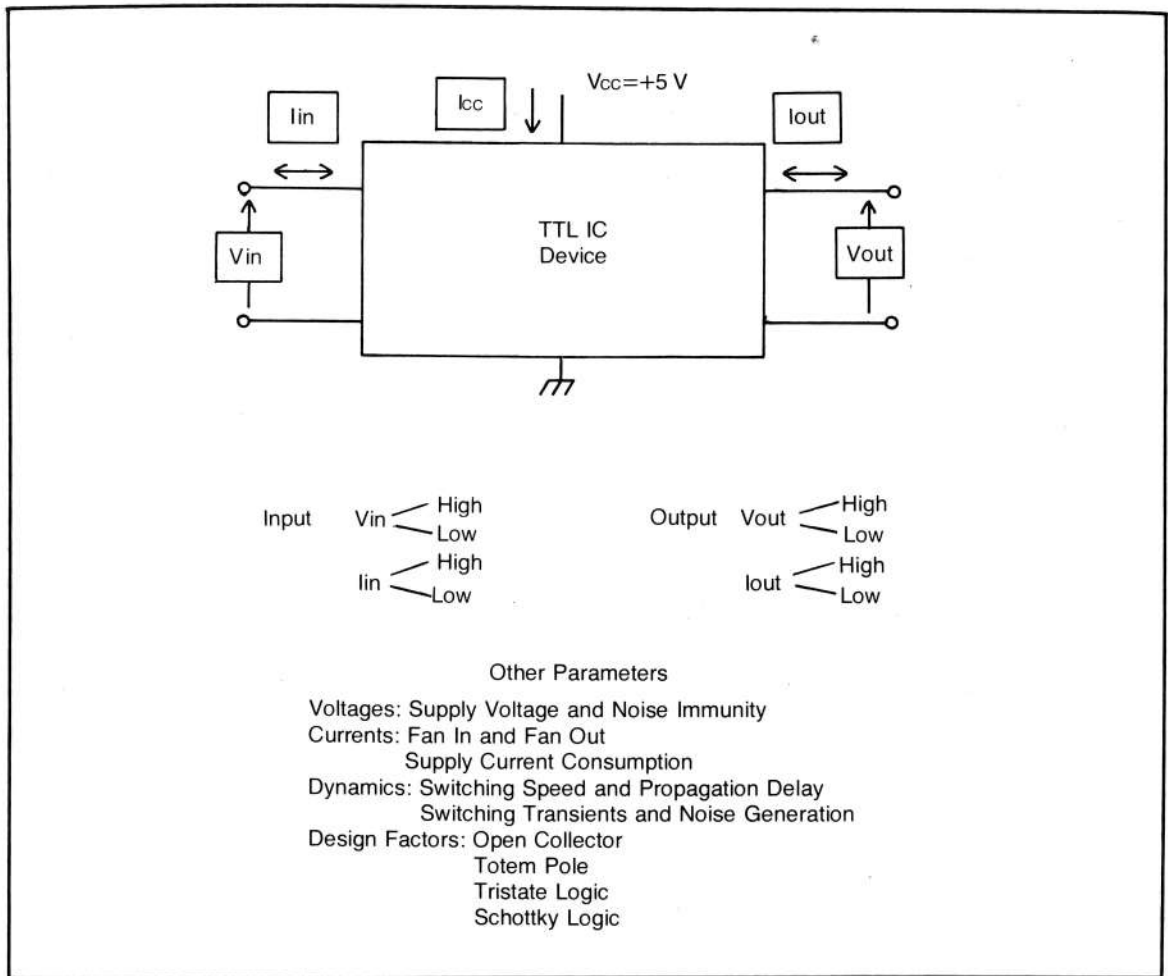 Vcc=+5 V
Icc
Iin
Iout
TTL IC
Device
Vin
Vout
Input Vin High
Low
Iin High
Low
Output Vout High
Low
Iout High
Low
Other Parameters
Voltages: Supply Voltage and Noise Immunity
Currents: Fan In and Fan Out
Supply Current Consumption
Dynamics: Switching Speed and Propagation Delay
Switching Transients and Noise Generation
Design Factors: Open Collector
Totem Pole
Tristate Logic
Schottky Logic